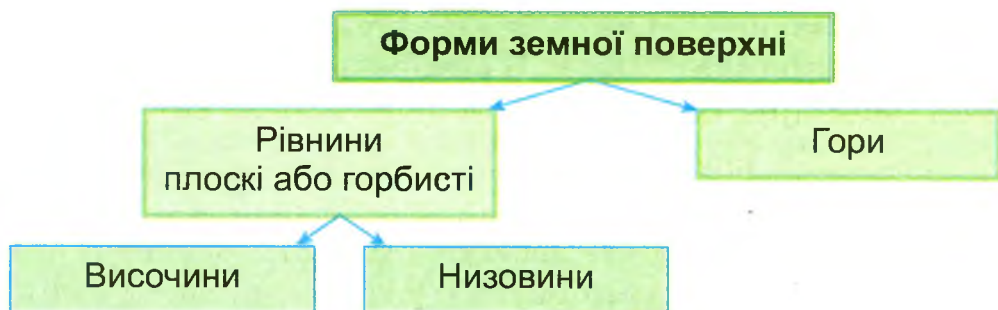 Форми земної поверхні
Рівнини
плоскі або горбисті
Гори
Височини
Низовини